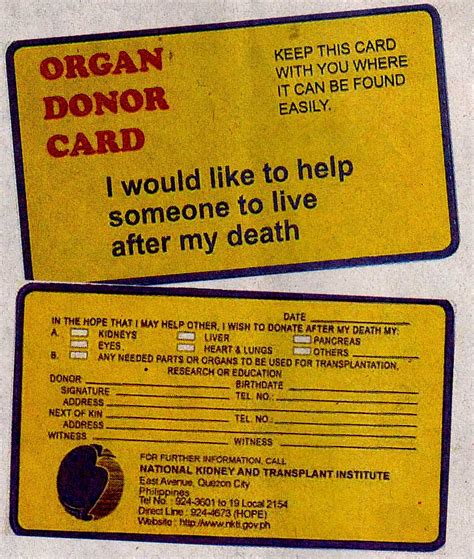 ORGAN
DONOR
CARD
KEEP THIS CARD
WITH YOU WHERE
IT CAN BE FOUND
EASILY.
I would like to help
someone to live
after my death
DATE
IN THE HOPE THAT I MAY HELP OTHER, I WISH TO DONATE AFTER MY DEATH MY:
A. KIDNEYS LIVER PANCREAS
EYES HEART & LUNGS OTHERS
B. ANY NEEDED PARTS OR ORGANS TO BE USED FOR TRANSPLANTATION,
RESEARCH OR EDUCATION
DONOR BIRTHDATE
SIGNATURE TEL. NO.:
ADDRESS
NEXT OF KIN TEL. NO.
ADDRESS
WITNESS WITNESS
FOR FURTHER INFORMATION, CALL
NATIONAL KIDNEY AND TRANSPLANT INSTITUTE
East Avenue, Quezon City
Philippines
Tel No. : 924-3601 to 19 Local 2154
Direct Line : 924-4673 (HOPE)
Website : http://www.nkti.gov.ph